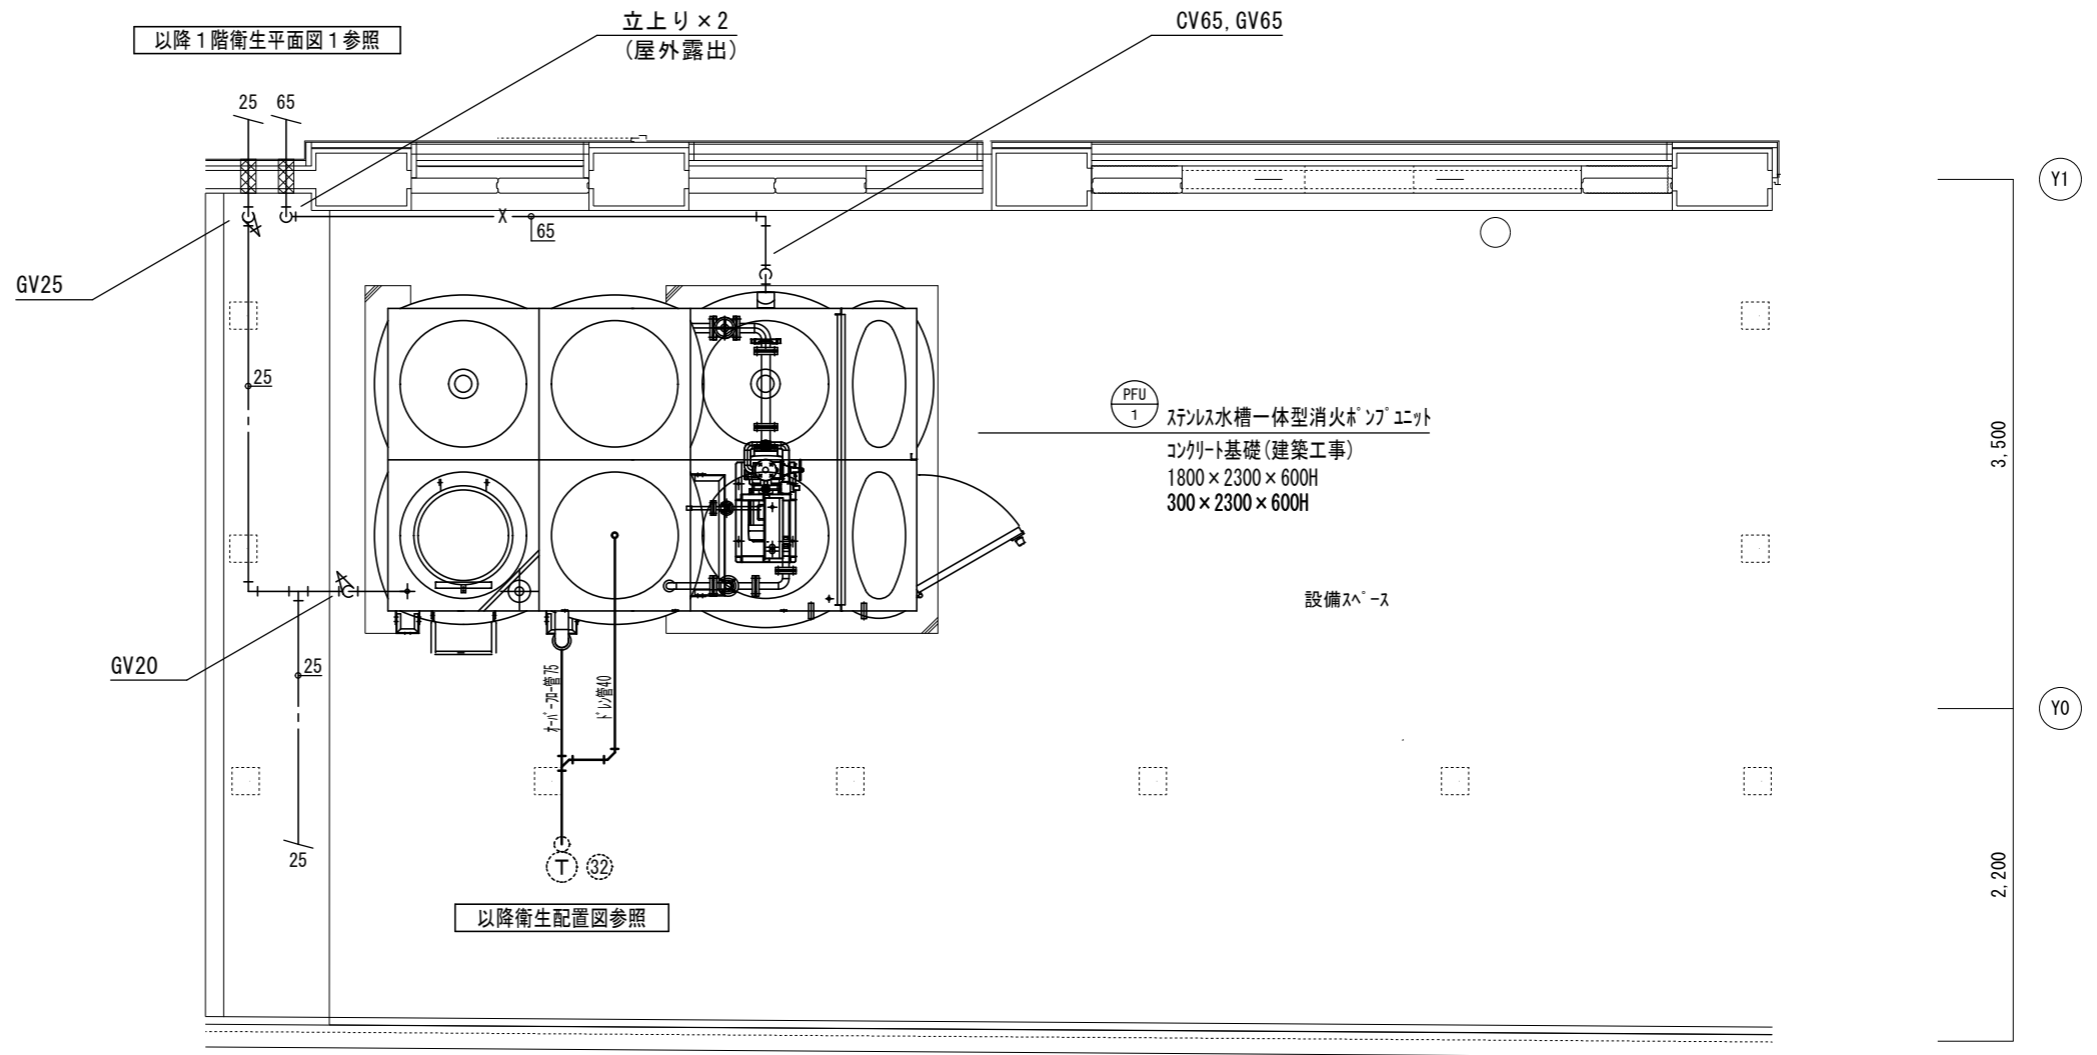 以降1階衛生平面図1参照
立上り×2
(屋外露出)
CV65,GV65
25
65
Y1
65
GV25
25
PFU
1
ステンレス水槽一体型消火ポンプユニット
コンクリート基礎(建築工事)
1800×2300×600H
300×2300×600H
3,500
設備スペース
GV20
25
オーバーフロー管75
ドレン管40
Y0
25
T
32
2,200
以降衛生配置図参照